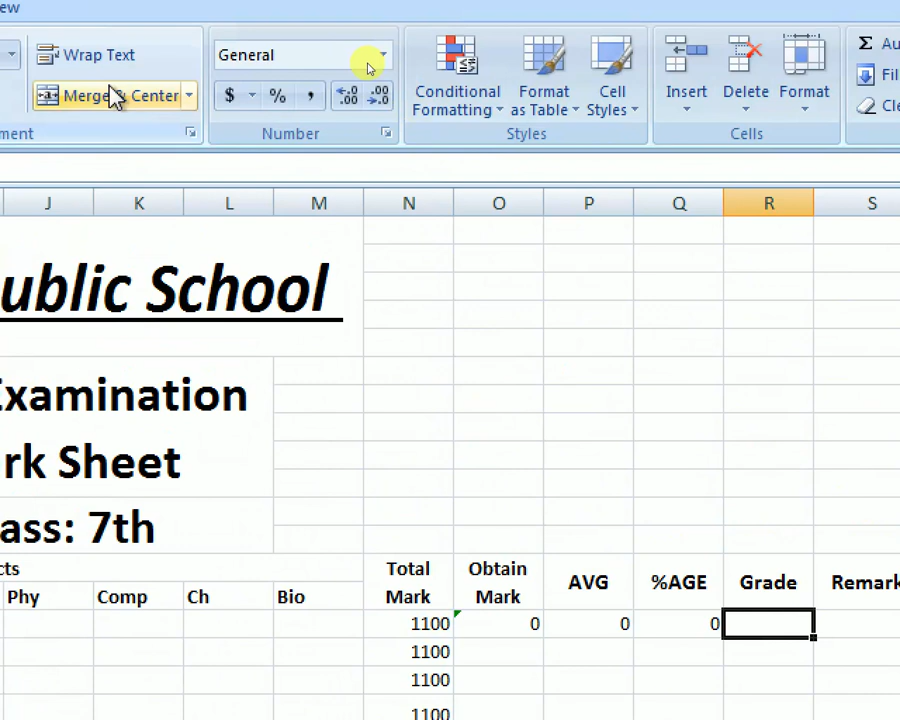 ew
Wrap Text
General
Merge & Center
$ % ,
Conditional Formatting
Format as Table
Cell Styles
Insert
Delete
Format
Σ Au
Fil
Cle
ment
Number
Styles
Cells
J K L M N O P Q R S
ublic School
Examination
rk Sheet
ass: 7th
cts
Total Mark
Obtain Mark
AVG
%AGE
Grade
Remark
Phy Comp Ch Bio
1100 0 0 0
1100
1100
1100